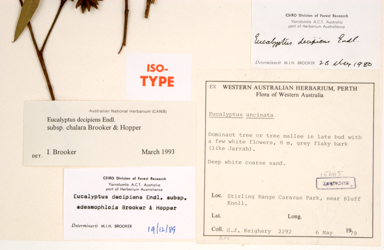 CSIRO Division of Forest Research
Yarralumla A.C.T. Australia
part of Herbarium Australiense
Eucalyptus decipiens Endl.
Determinavit M.I.H. BROOKER 28 May 1980
ISO-
TYPE
Australian National Herbarium (CANB)
Eucalyptus decipiens Endl.
subsp. chalara Brooker & Hopper
DET. I. Brooker March 1993
CSIRO Division of Forest Research
Yarralumla A.C.T. Australia
part of Herbarium Australiense
Eucalyptus decipiens Endl. subsp.
adesmophloia Brooker & Hopper
Determinavit M.I.H. BROOKER 19/12/89
WESTERN AUSTRALIAN HERBARIUM, PERTH
Flora of Western Australia
Eucalyptus uncinata
Dominant tree or tree mallee in late bud with
a few white flowers, 8 m, grey flaky bark
(like Jarrah).
Deep white coarse sand.
Loc. Stirling Range Caravan Park, near Bluff
Knoll.
Lat. Long.
Coll. G.J. Keighery 2292 6 May 1979